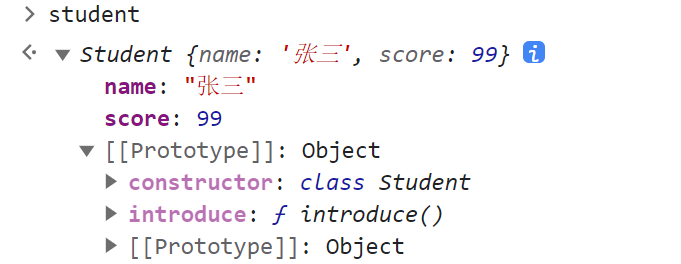 student
Student {name: '张三', score: 99} i
name: "张三"
score: 99
[[Prototype]]: Object
constructor: class Student
introduce: ƒ introduce()
[[Prototype]]: Object